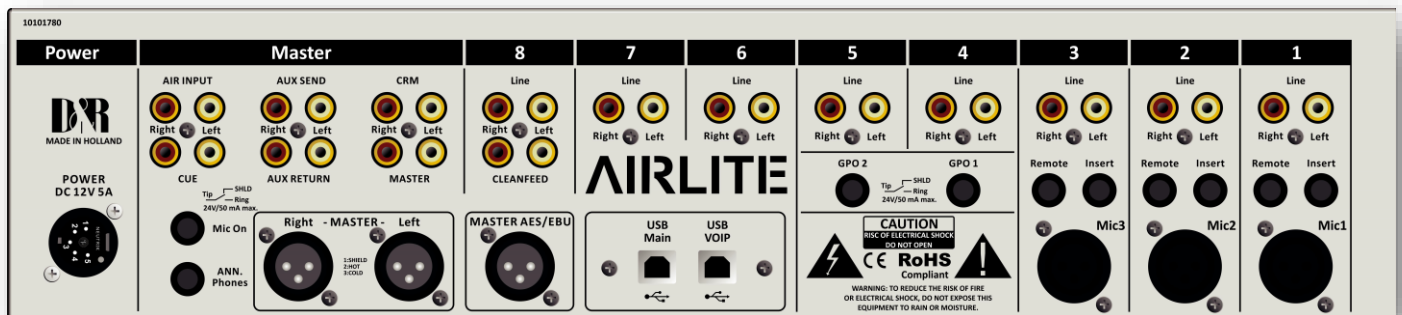 10101780
Power Master 8 7 6 5 4 3 2 1
D&R
MADE IN HOLLAND
POWER
DC 12V 5A
1
2
3
4
5
NEUTRIK
AIR INPUT AUX SEND CRM
Right Left Right Left Right Left
CUE AUX RETURN MASTER
Tip SHLD
Ring
24V/50 mA max.
Mic On
ANN.
Phones
Right - MASTER - Left
1:SHIELD
2:HOT
3:COLD
Line
Right Left
CLEANFEED
MASTER AES/EBU
Line Line
Right Left Right Left
AIRLITE
USB USB
Main VOIP
Line Line
Right Left Right Left
GPO 2 GPO 1
Tip SHLD
Ring
24V/50 mA max.
CAUTION
RISC OF ELECTRICAL SHOCK
DO NOT OPEN
CE RoHS
Compliant
WARNING: TO REDUCE THE RISK OF FIRE
OR ELECTRICAL SHOCK, DO NOT EXPOSE THIS
EQUIPMENT TO RAIN OR MOISTURE.
Line Line Line
Right Left Right Left Right Left
Remote Insert Remote Insert Remote Insert
Mic3 Mic2 Mic1